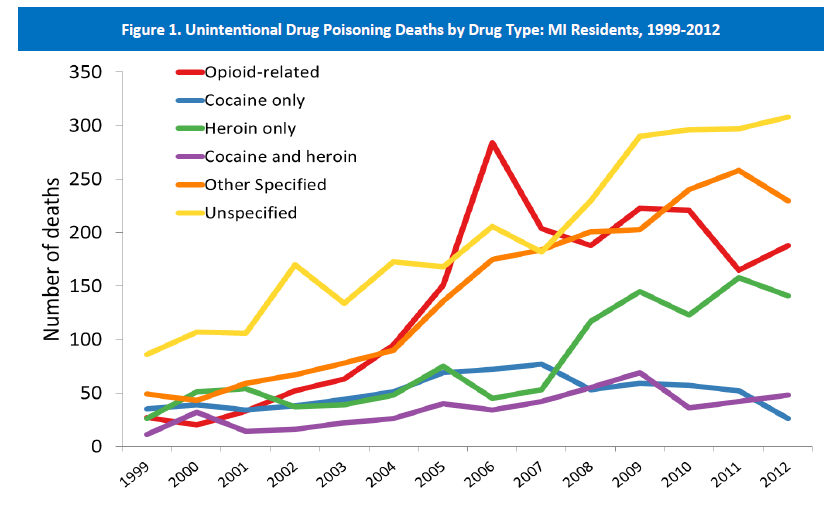 Figure 1. Unintentional Drug Poisoning Deaths by Drug Type: MI Residents, 1999-2012
350
300
250
200
150
100
50
0
Number of deaths
Opioid-related
Cocaine only
Heroin only
Cocaine and heroin
Other Specified
Unspecified
1999
2000
2001
2002
2003
2004
2005
2006
2007
2008
2009
2010
2011
2012